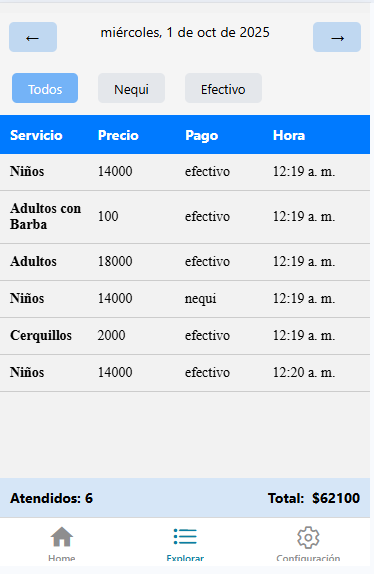 ← miércoles, 1 de oct de 2025 →
Todos Nequi Efectivo
Servicio Precio Pago Hora
Niños 14000 efectivo 12:19 a. m.
Adultos con
Barba 100 efectivo 12:19 a. m.
Adultos 18000 efectivo 12:19 a. m.
Niños 14000 nequi 12:19 a. m.
Cerquillos 2000 efectivo 12:19 a. m.
Niños 14000 efectivo 12:20 a. m.
Atendidos: 6 Total: $62100
Home Explorar Configuración